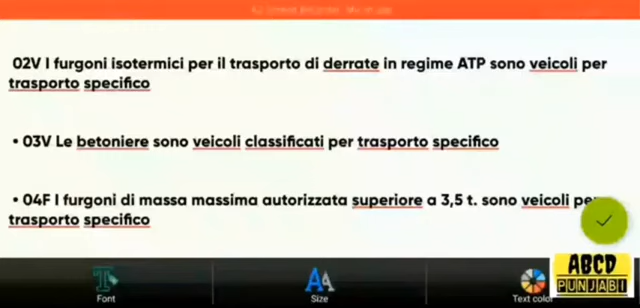 02V I furgoni isotermici per il trasporto di derrate in regime ATP sono veicoli per
trasporto specifico
• 03V Le betoniere sono veicoli classificati per trasporto specifico
• 04F I furgoni di massa massima autorizzata superiore a 3,5 t. sono veicoli per
trasporto specifico
Font
Size
Text color
ABCD
PUNJABI